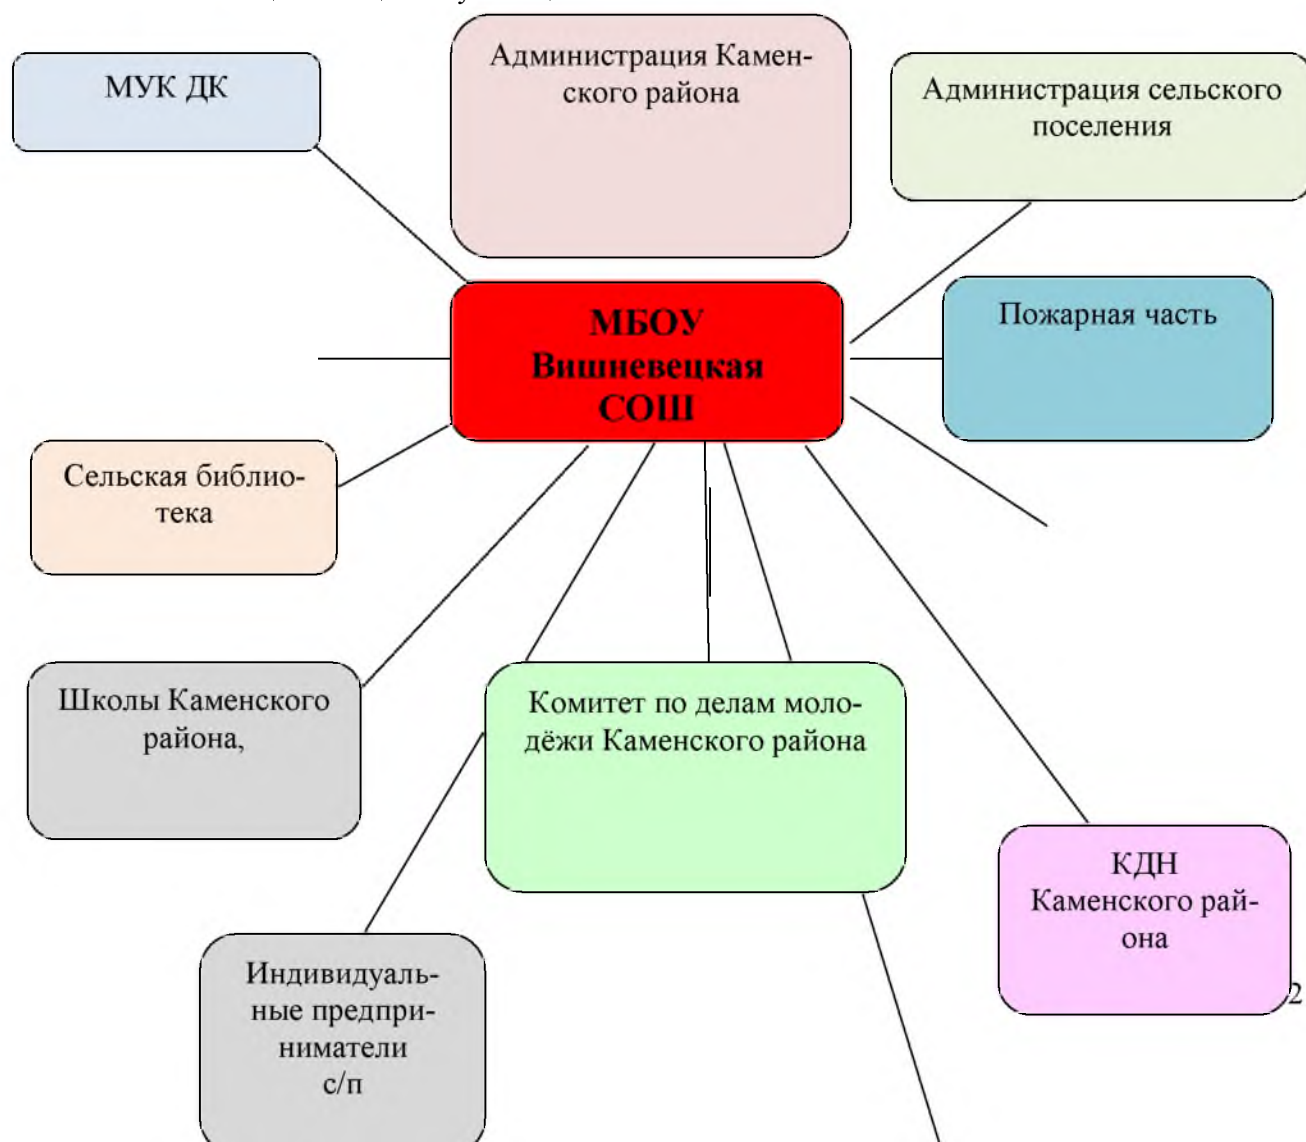 МУК ДК
Администрация Камен-
ского района
Администрация сельского
поселения
МБОУ
Вишневецкая
СОШ
Пожарная часть
Сельская библио-
тека
Школы Каменского
района,
Комитет по делам моло-
дёжи Каменского района
КДН
Каменского рай-
она
2
Индивидуаль-
ные предпри-
ниматели
с/п